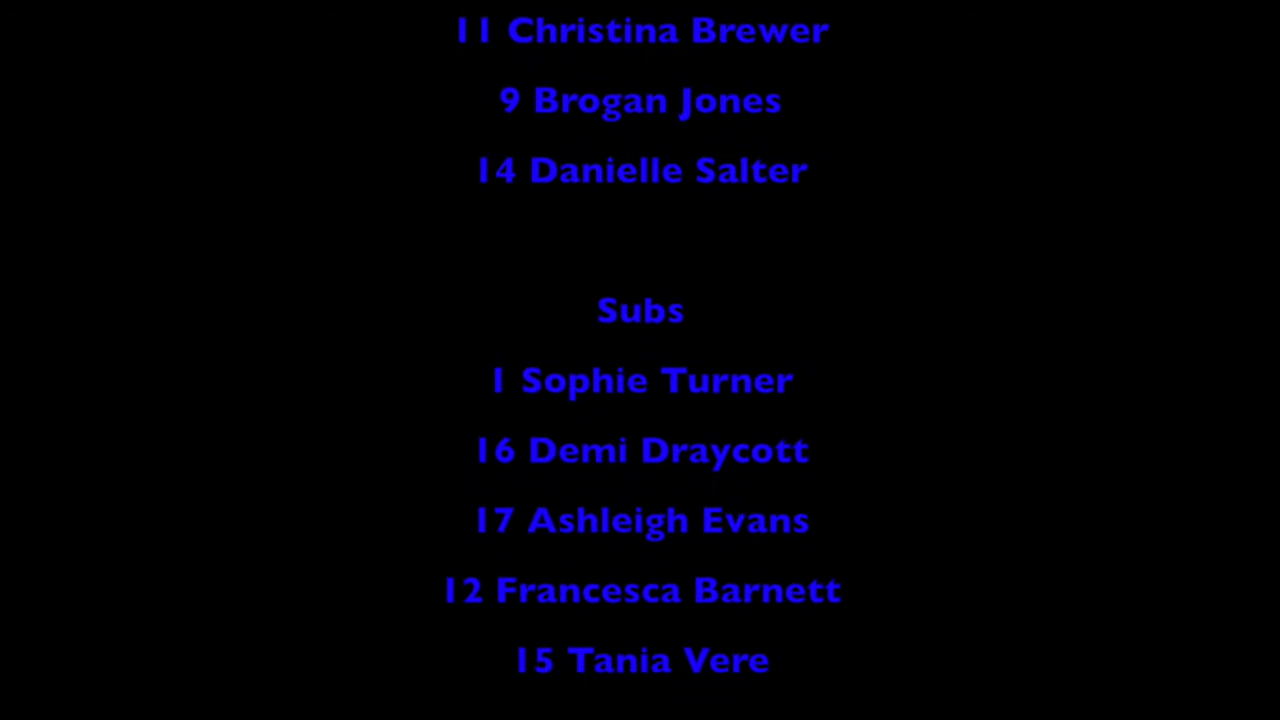 11 Christina Brewer
9 Brogan Jones
14 Danielle Salter
Subs
1 Sophie Turner
16 Demi Draycott
17 Ashleigh Evans
12 Francesca Barnett
15 Tania Vere